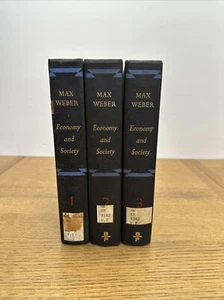 MAX
WEBER
Economy
and
Society
1
MAX
WEBER
Economy
and
Society
2
MAX
WEBER
Economy
and
Society
3